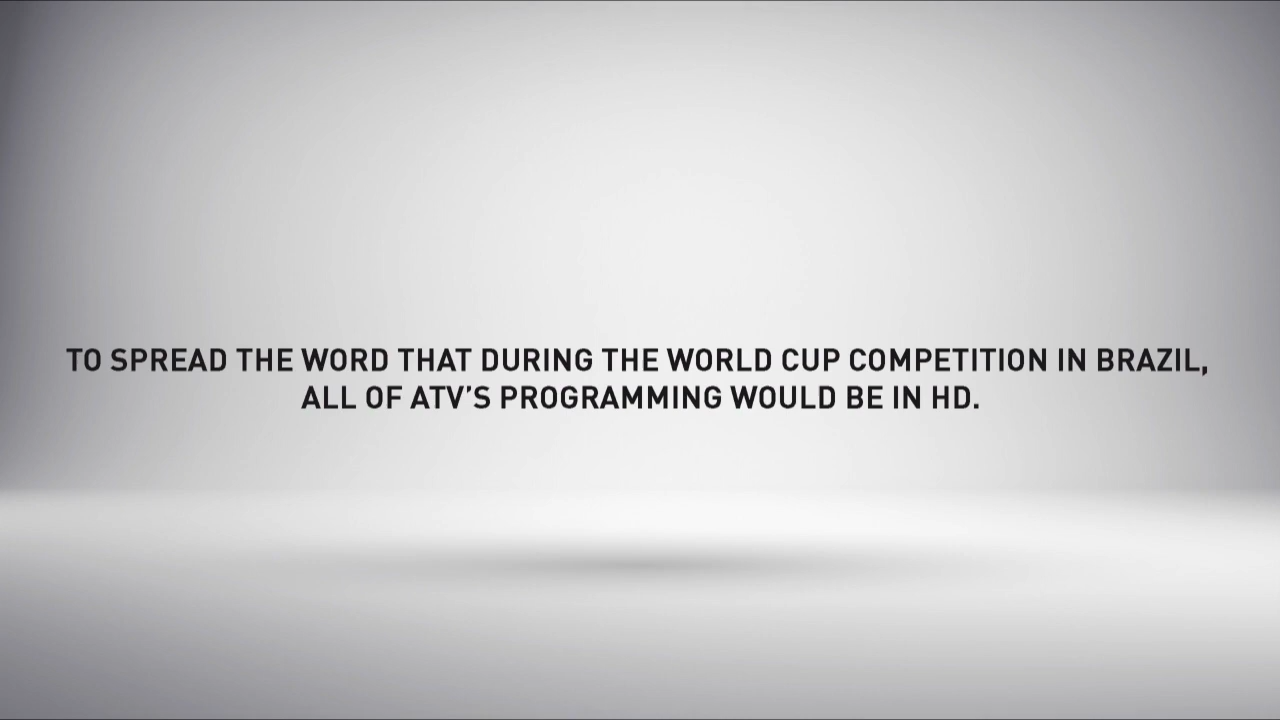 TO SPREAD THE WORD THAT DURING THE WORLD CUP COMPETITION IN BRAZIL,
ALL OF ATV’S PROGRAMMING WOULD BE IN HD.